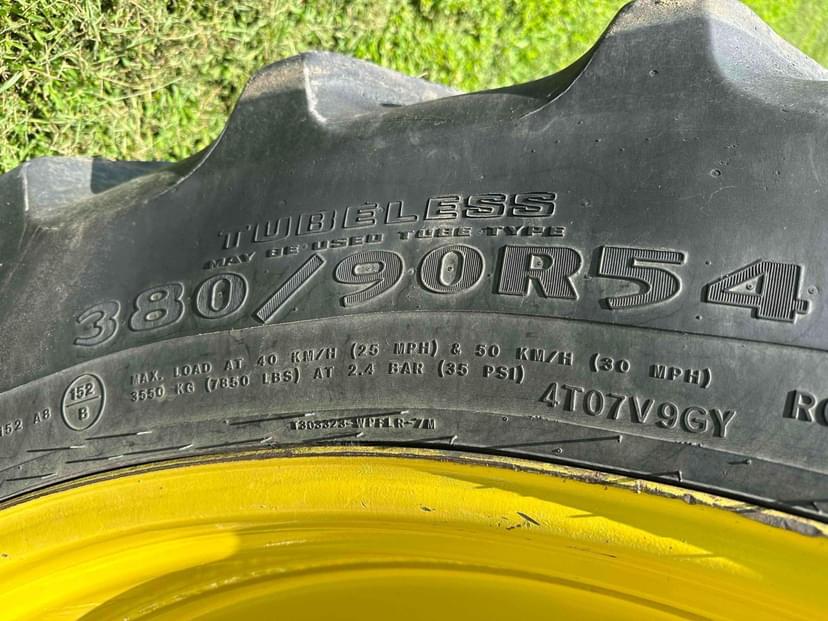 TUBELESS
MAY BE USED TUBE TYPE
380/90R54
152 AB
152
B
MAX. LOAD AT 40 KM/H (25 MPH) & 50 KM/H (30 MPH)
3550 KG (7850 LBS) AT 2.4 BAR (35 PSI)
4T07V9GY